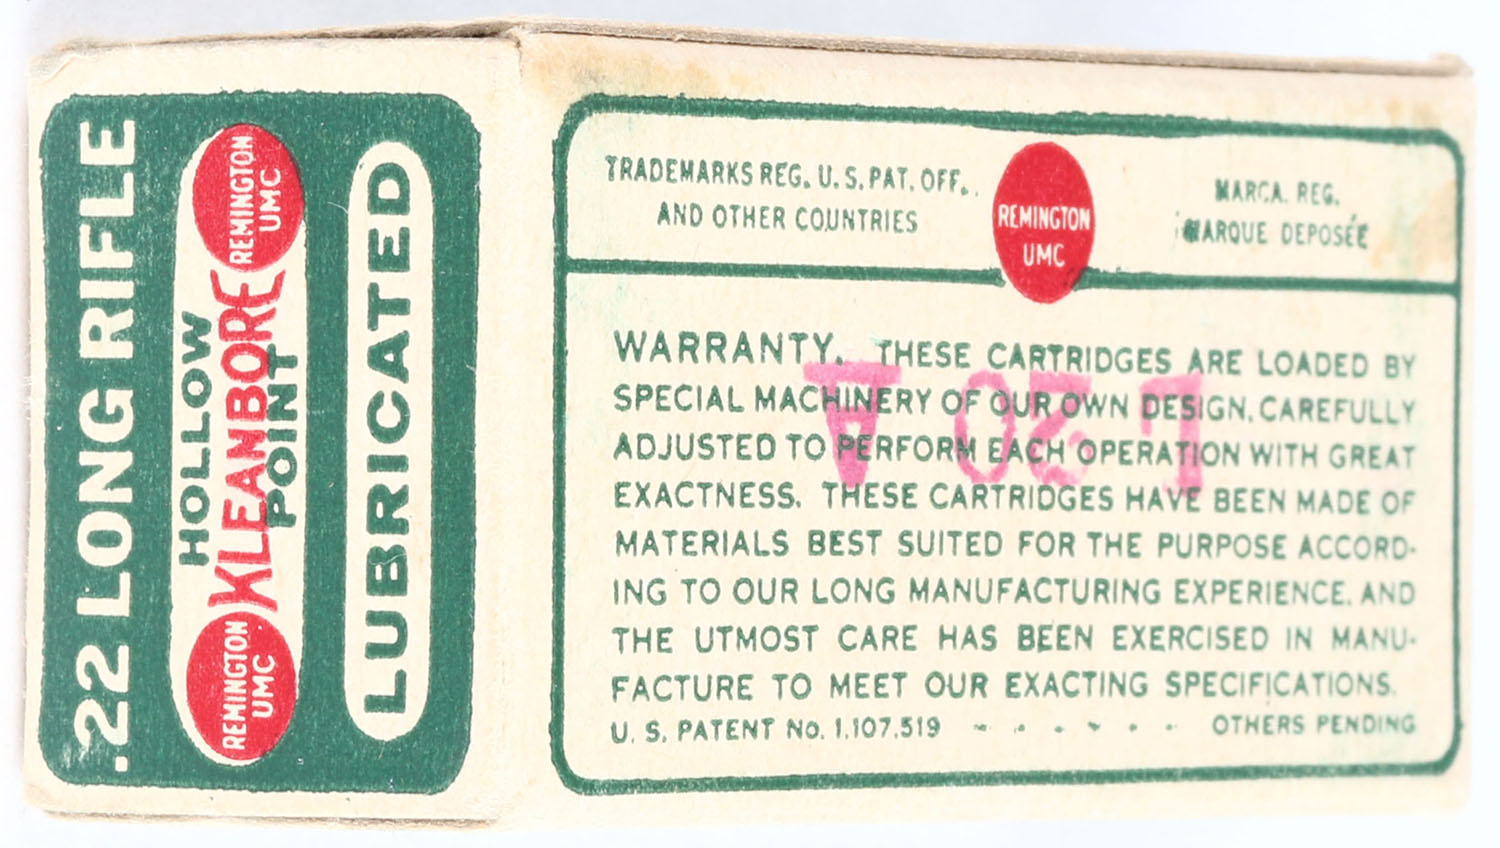 .22 LONG RIFLE
HOLLOW
REMINGTON
UMC
KLEANBORE
REMINGTON
UMC
POINT
LUBRICATED
TRADEMARKS REG. U.S. PAT. OFF.
AND OTHER COUNTRIES
REMINGTON
UMC
MARCA. REG.
MARQUE DEPOSÉE
WARRANTY. THESE CARTRIDGES ARE LOADED BY
SPECIAL MACHINERY OF OUR OWN DESIGN, CAREFULLY
ADJUSTED TO PERFORM EACH OPERATION WITH GREAT
EXACTNESS. THESE CARTRIDGES HAVE BEEN MADE OF
MATERIALS BEST SUITED FOR THE PURPOSE ACCORD-
ING TO OUR LONG MANUFACTURING EXPERIENCE, AND
THE UTMOST CARE HAS BEEN EXERCISED IN MANU-
FACTURE TO MEET OUR EXACTING SPECIFICATIONS.
U. S. PATENT No. 1,107,519 - - - - - - OTHERS PENDING